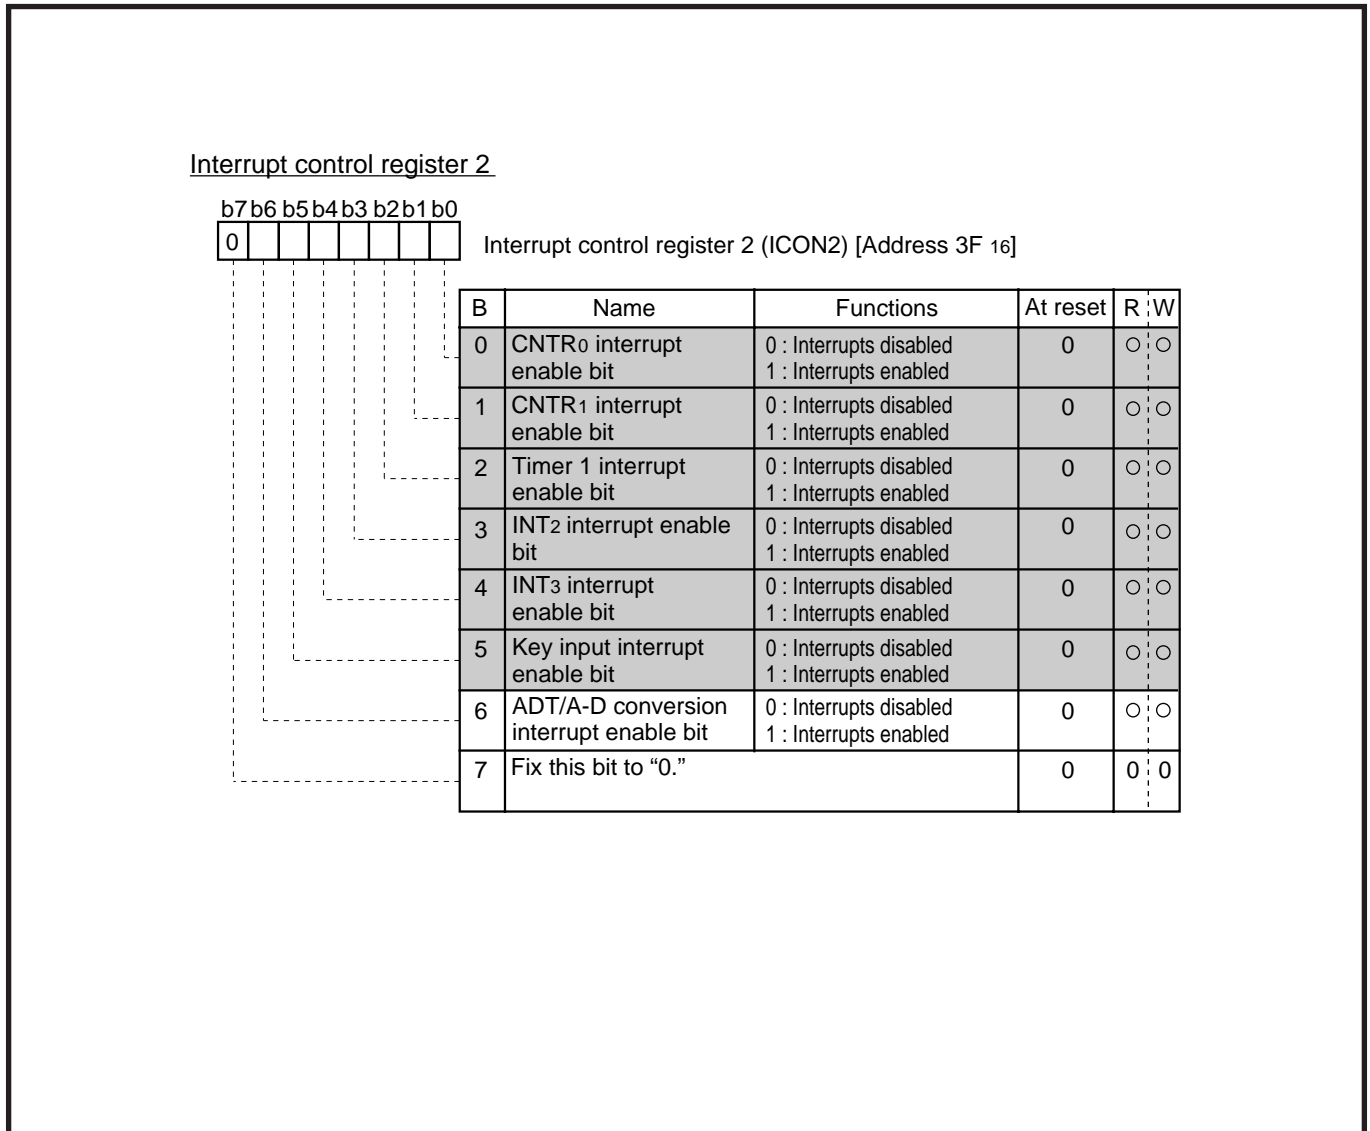 Interrupt control register 2
b7 b6 b5 b4 b3 b2 b1 b0
0
Interrupt control register 2 (ICON2) [Address 3F 16]
B Name Functions At reset R W
0 CNTR0 interrupt 0 : Interrupts disabled 0 ○ ○
enable bit 1 : Interrupts enabled
1 CNTR1 interrupt 0 : Interrupts disabled 0 ○ ○
enable bit 1 : Interrupts enabled
2 Timer 1 interrupt 0 : Interrupts disabled 0 ○ ○
enable bit 1 : Interrupts enabled
3 INT2 interrupt enable 0 : Interrupts disabled 0 ○ ○
bit 1 : Interrupts enabled
4 INT3 interrupt 0 : Interrupts disabled 0 ○ ○
enable bit 1 : Interrupts enabled
5 Key input interrupt 0 : Interrupts disabled 0 ○ ○
enable bit 1 : Interrupts enabled
6 ADT/A-D conversion 0 : Interrupts disabled 0 ○ ○
interrupt enable bit 1 : Interrupts enabled
7 Fix this bit to “0.” 0 0 0